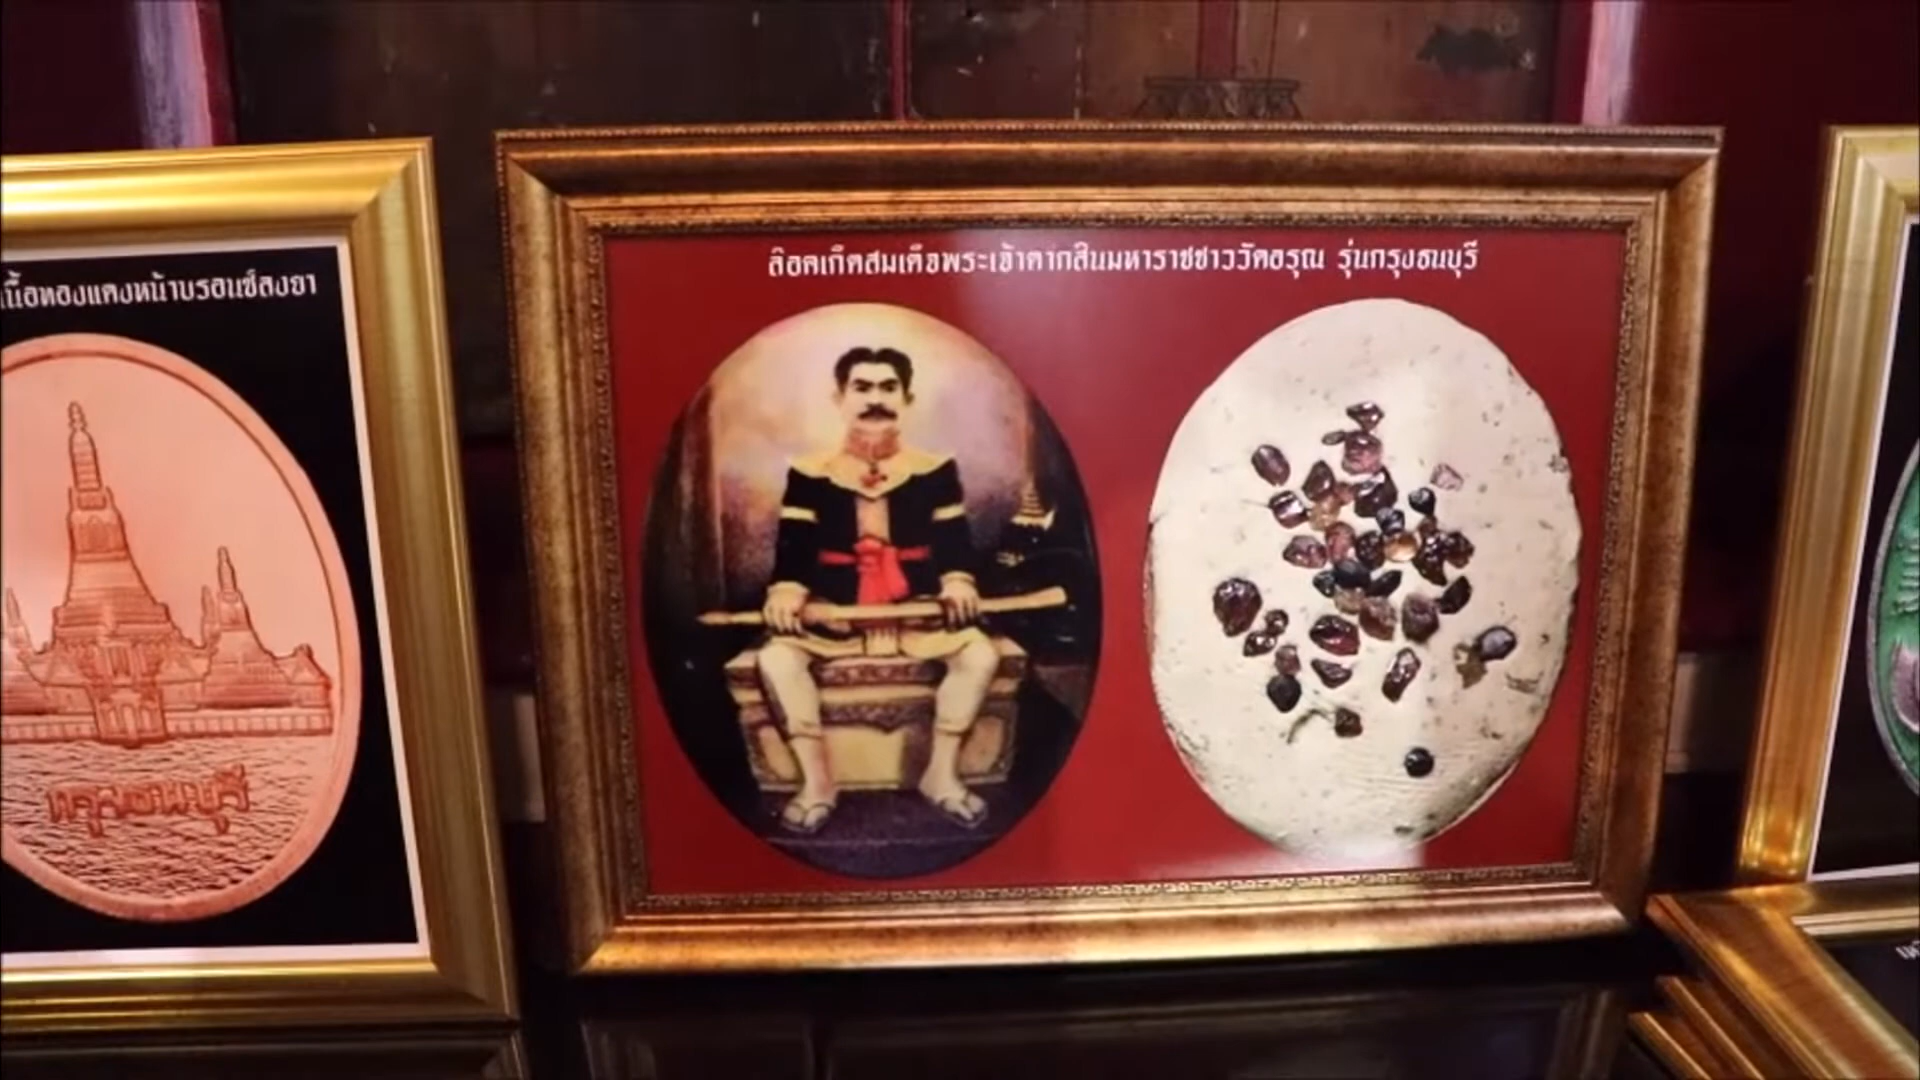 เนื้อทองแดงหน้าบรอนซ์ลงยา
กรุงธนบุรี
ล๊อคเก็ตสมเด็จพระเจ้าตากสินมหาราชชาววัดอรุณ รุ่นกรุงธนบุรี